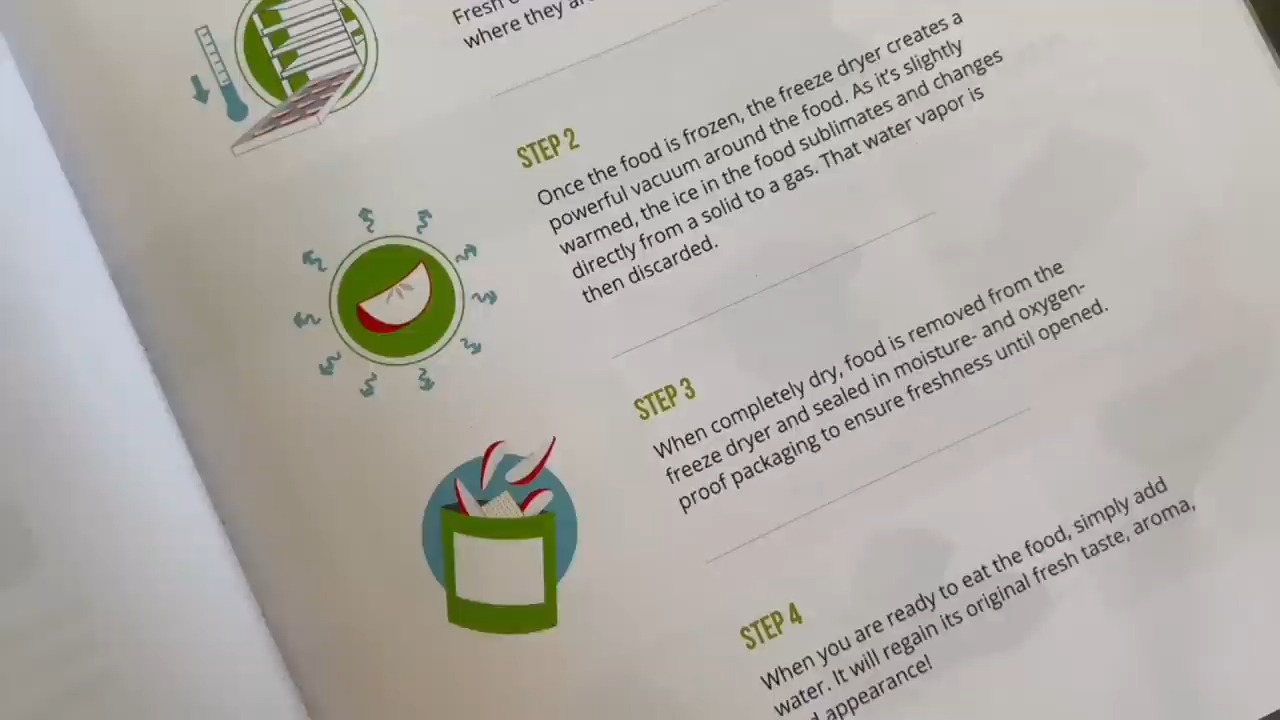 Fresh
where they
STEP 2
Once the food is frozen, the freeze dryer creates a
powerful vacuum around the food. As it's slightly
warmed, the ice in the food sublimates and changes
directly from a solid to a gas. That water vapor is
then discarded.
STEP 3
When completely dry, food is removed from the
freeze dryer and sealed in moisture- and oxygen-
proof packaging to ensure freshness until opened.
STEP 4
When you are ready to eat the food, simply add
water. It will regain its original fresh taste, aroma,
appearance!